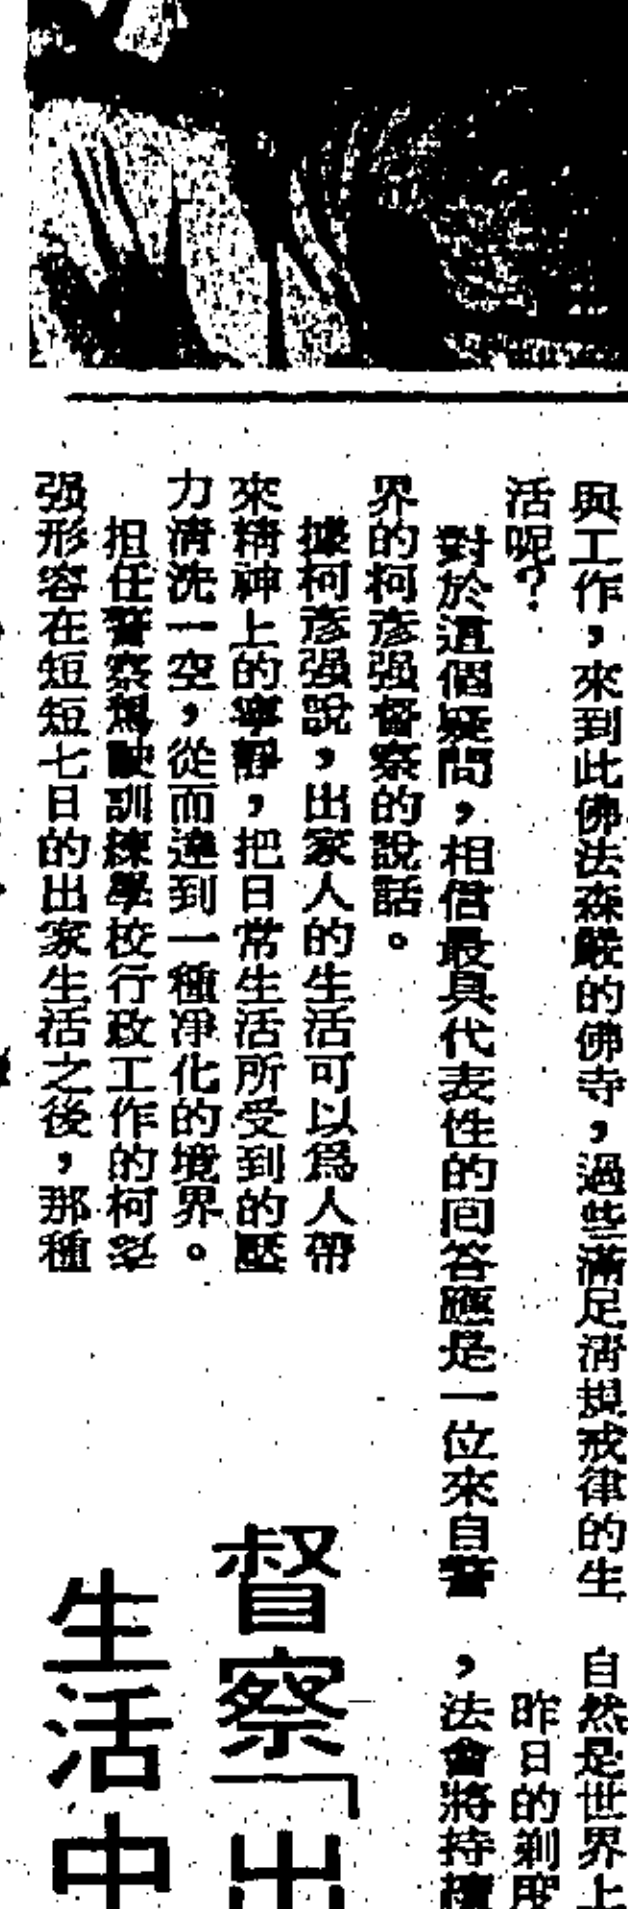 與工作，來到此佛法森嚴的佛寺，過些滿足清規戒律的生
活呢？
對於這個疑問，相信最具代表性的回答應是一位來自警
界的柯彥强督察的說話。
據柯彥强說，出家人的生活可以爲人帶
來精神上的寧靜，把日常生活所受到的壓
力清洗一空，從而達到一種淨化的境界。
担任警察駕駛訓練學校行政工作的柯彥
强形容在短短七日的出家生活之後，那種
自然是世界上
昨日的剃度
，法會將持續
督察「出
生活中